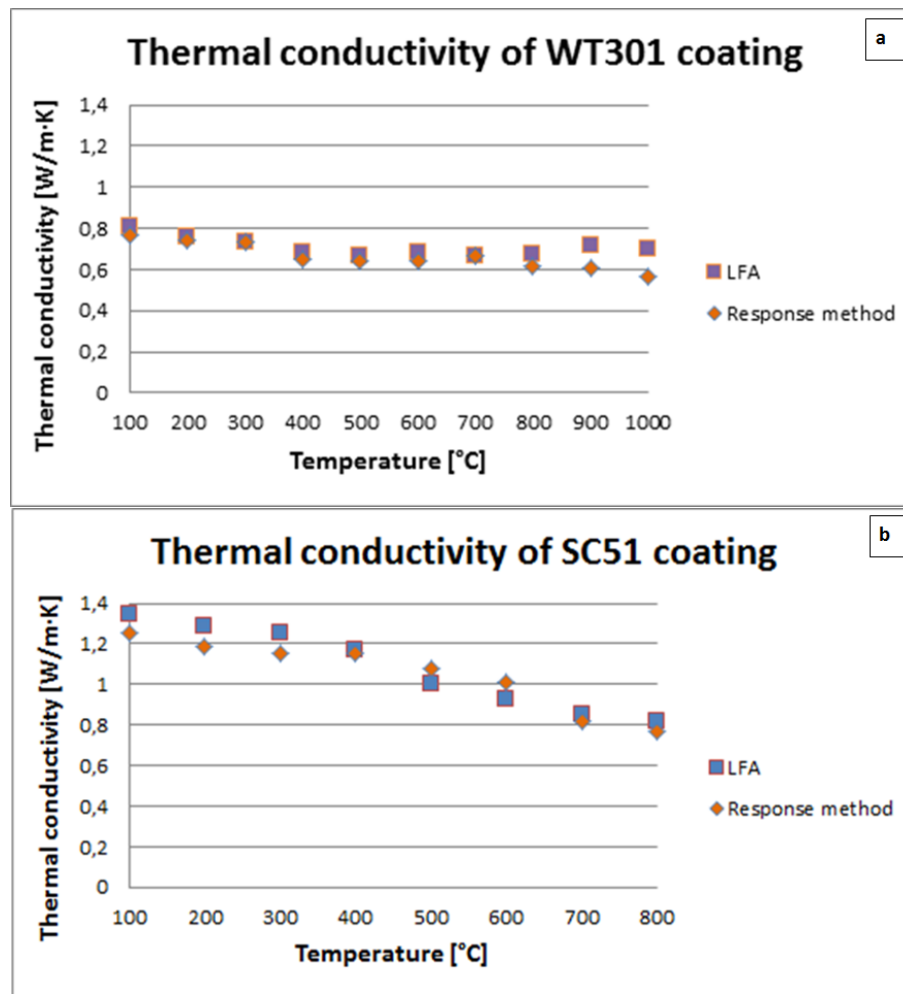 Thermal conductivity of WT301 coating
a
Thermal conductivity [W/m·K]
1,4
1,2
1
0,8
0,6
0,4
0,2
0
100 200 300 400 500 600 700 800 900 1000
Temperature [°C]
LFA
Response method
Thermal conductivity of SC51 coating
b
Thermal conductivity [W/m·K]
1,4
1,2
1
0,8
0,6
0,4
0,2
0
100 200 300 400 500 600 700 800
Temperature [°C]
LFA
Response method